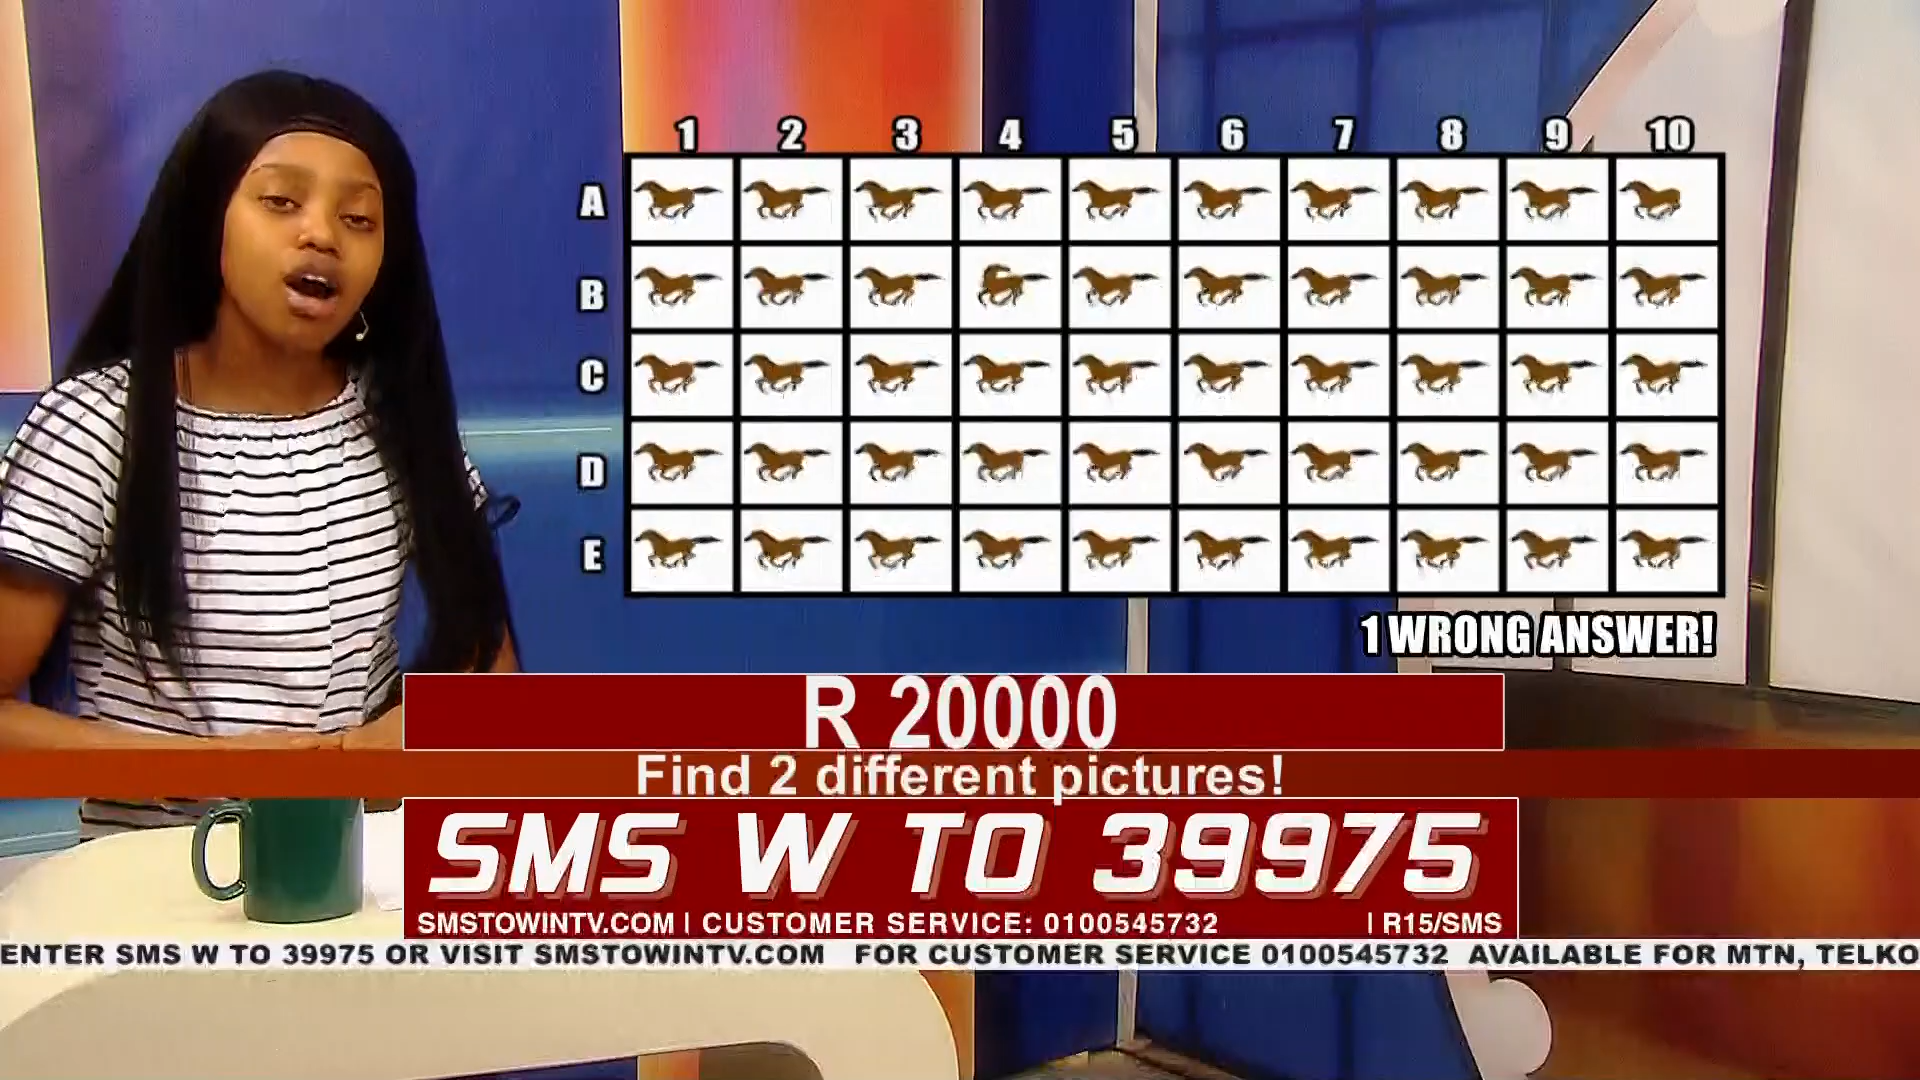 1 2 3 4 5 6 7 8 9 10
A
B
C
D
E
1 WRONG ANSWER!
R 20000
Find 2 different pictures!
SMS W TO 39975
SMSTOWINTV.COM | CUSTOMER SERVICE: 0100545732 | R15/SMS
ENTER SMS W TO 39975 OR VISIT SMSTOWINTV.COM FOR CUSTOMER SERVICE 0100545732 AVAILABLE FOR MTN, TELKO